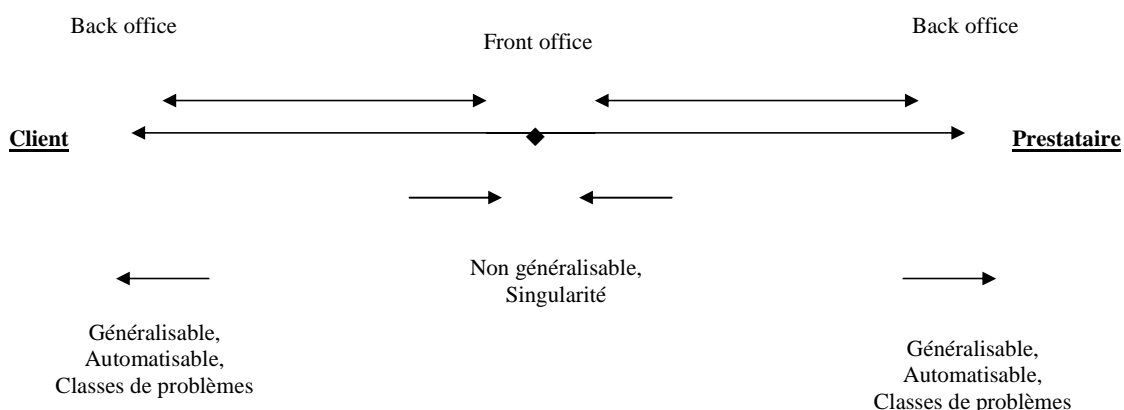 Back office
Front office
Back office
Client
Prestataire
Non généralisable,
Singularité
Généralisable,
Automatisable,
Classes de problèmes
Généralisable,
Automatisable,
Classes de problèmes